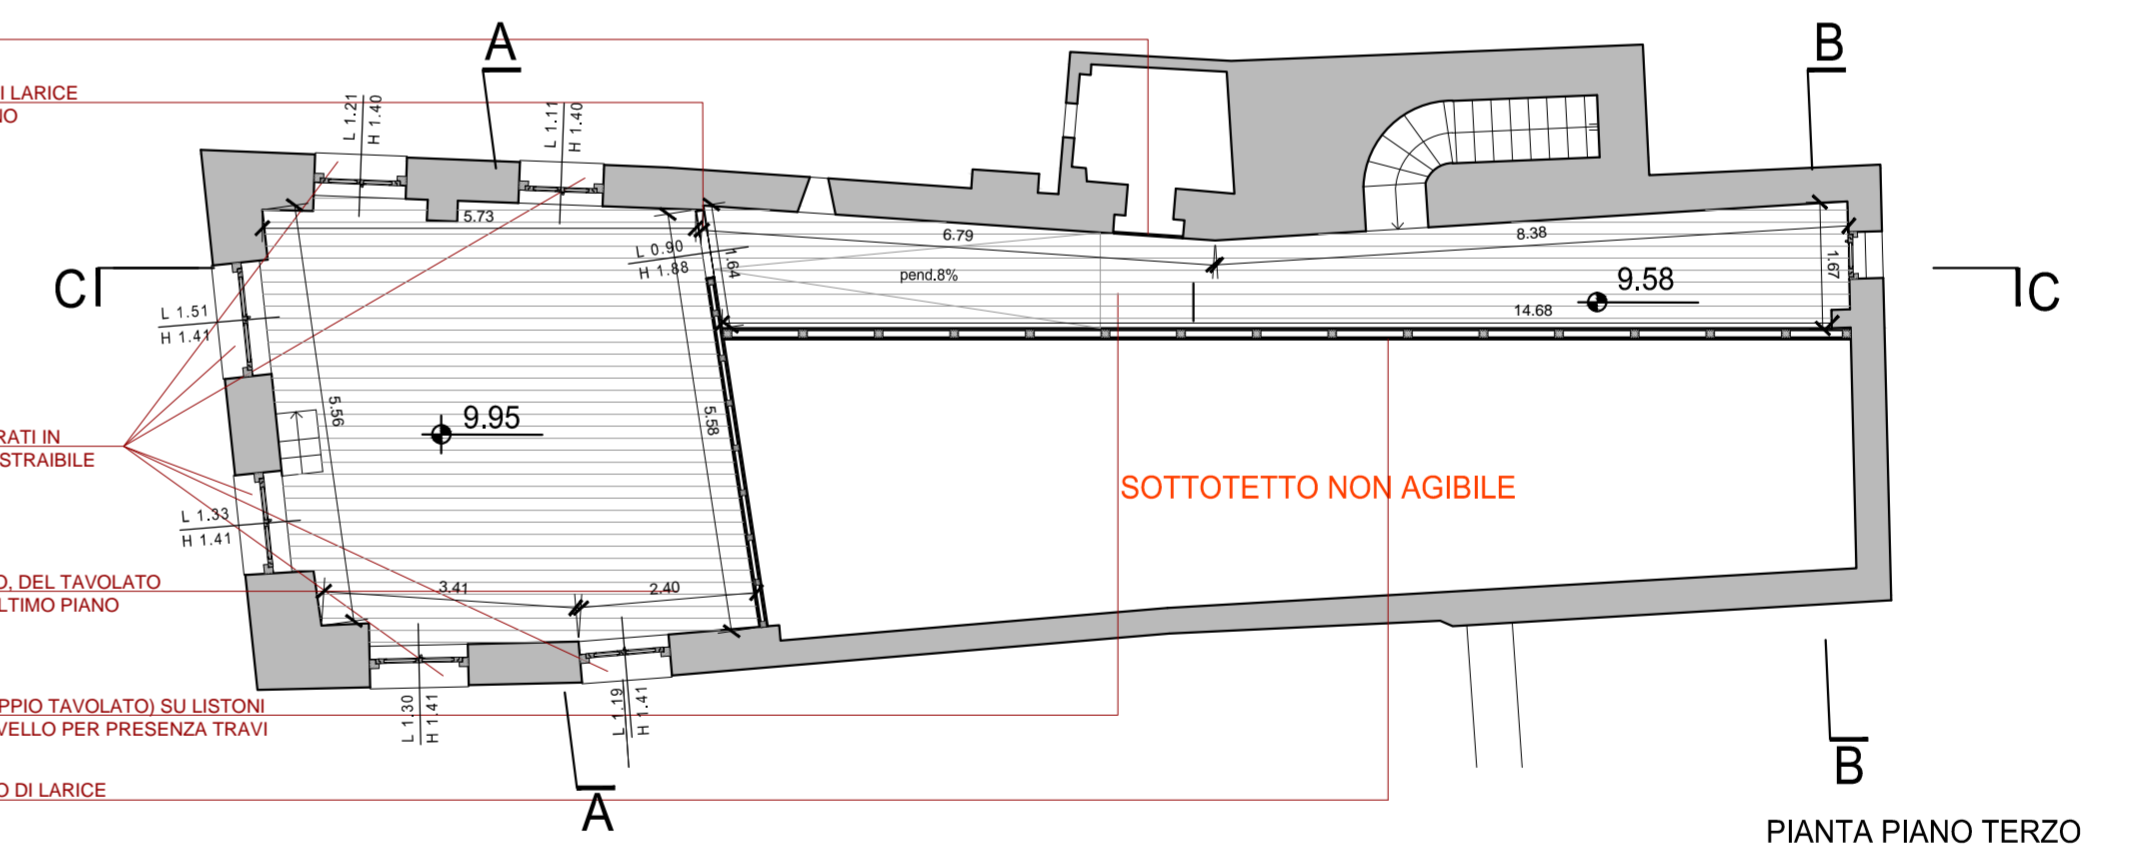 A
B
I LARICE
NO
L 1.21
H 1.40
L 1.11
H 1.40
5.73
6.79
8.38
L 0.90
H 1.88
1.64
pend.8%
9.58
1.67
14.68
C
C
L 1.51
H 1.41
5.56
9.95
5.58
RATI IN
STRAIBILE
SOTTOTETTO NON AGIBILE
L 1.33
H 1.41
O, DEL TAVOLATO
LTIMO PIANO
3.41
2.40
L 1.30
H 1.41
L 1.19
H 1.41
PPIO TAVOLATO) SU LISTONI
VELLO PER PRESENZA TRAVI
O DI LARICE
A
B
PIANTA PIANO TERZO